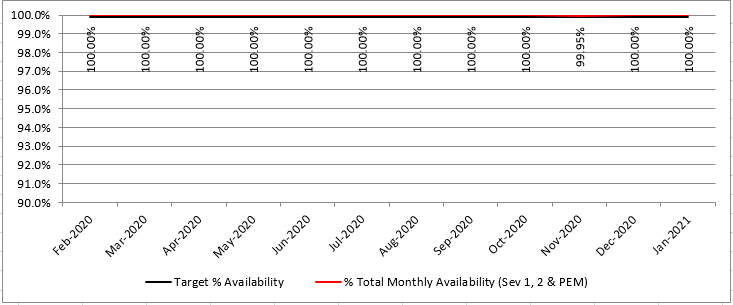 100.0%
99.0%
98.0%
97.0%
96.0%
95.0%
94.0%
93.0%
92.0%
91.0%
90.0%
100.00%
100.00%
100.00%
100.00%
100.00%
100.00%
100.00%
100.00%
100.00%
99.95%
100.00%
100.00%
Feb-2020
Mar-2020
Apr-2020
May-2020
Jun-2020
Jul-2020
Aug-2020
Sep-2020
Oct-2020
Nov-2020
Dec-2020
Jan-2021
Target % Availability
% Total Monthly Availability (Sev 1, 2 & PEM)